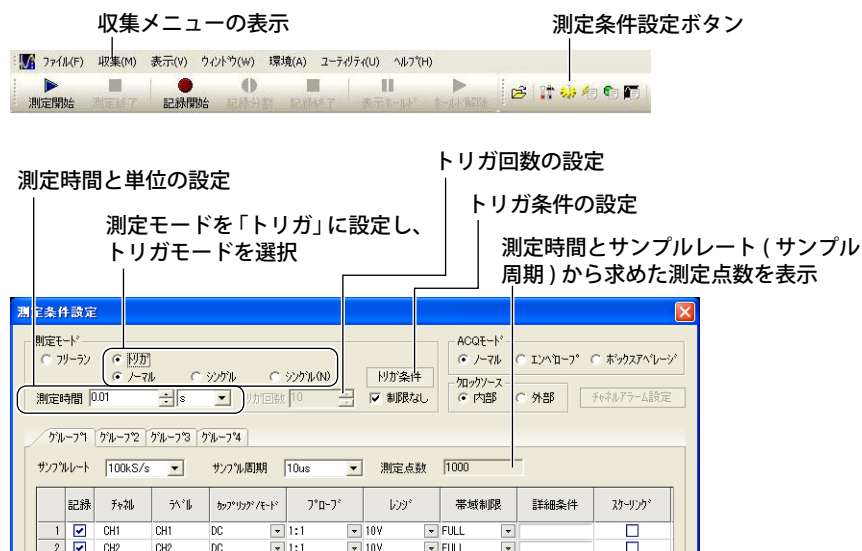 収集メニューの表示
測定条件設定ボタン
ファイル(F) 収集(M) 表示(V) ウィンドウ(W) 環境(A) ユーティリティ(U) ヘルプ(H)
測定開始 測定終了 記録開始 記録分割 記録終了 表示ホールド ホールド解除
トリガ回数の設定
測定時間と単位の設定
トリガ条件の設定
測定モードを「トリガ」に設定し、
トリガモードを選択
測定時間とサンプルレート ( サンプル
周期 ) から求めた測定点数を表示
測定条件設定
測定モード
フリーラン トリガ
ノーマル シングル シングル(N)
トリガ条件
ACQモード
ノーマル エンベロープ ボックスアベレージ
測定時間 0.01 s トリガ回数 10 制限なし
クロックソース
内部 外部
チャネルアラーム設定
グループ1 グループ2 グループ3 グループ4
サンプルレート 100kS/s サンプル周期 10us 測定点数 1000
記録 チャネル ラベル カップリング/モード プローブ レンジ 帯域制限 詳細条件 スケーリング
1 CH1 CH1 DC 1:1 10V FULL
2 CH2 CH2 DC 1:1 10V FULL